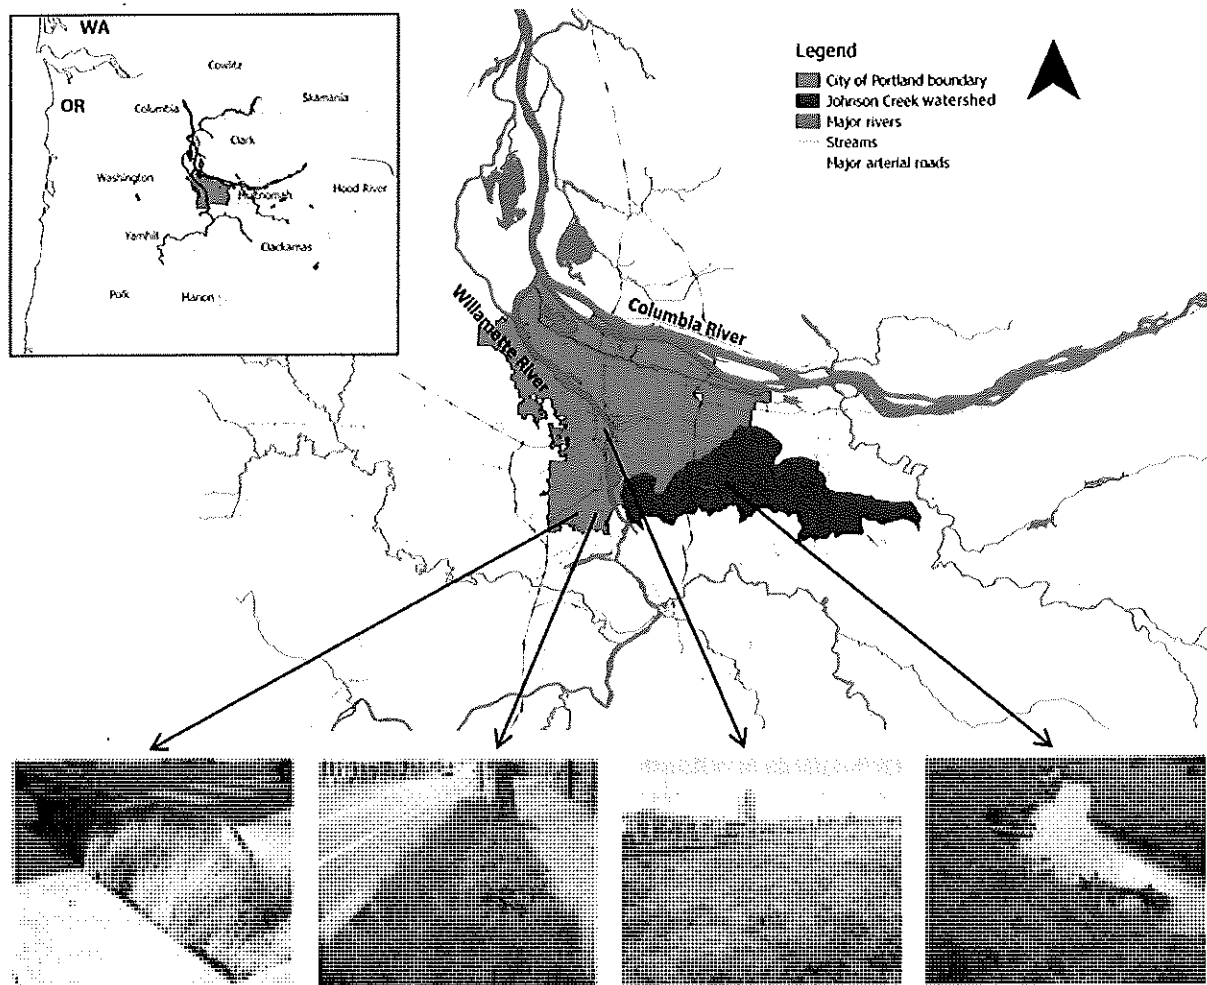 WA
Cowlitz
Skamania
OR
Columbia
Clark
Washington
Multnomah
Hood River
Yamhill
Clackamas
Polk
Marion
Legend
City of Portland boundary
Johnson Creek watershed
Major rivers
Streams
Major arterial roads
Columbia River
Willamette River